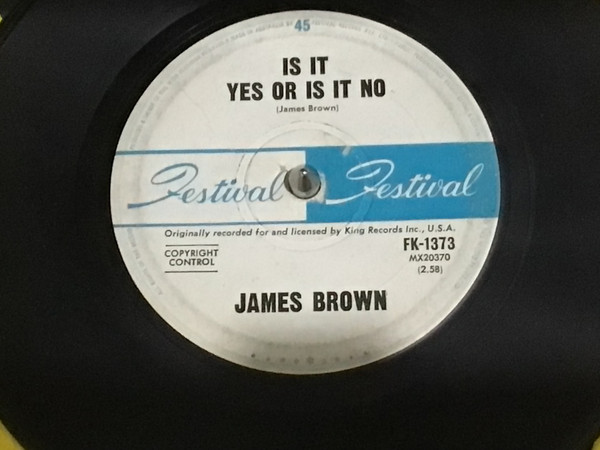 45
IS IT
YES OR IS IT NO
(James Brown)
Festival Festival
Originally recorded for and licensed by King Records Inc., U.S.A.
COPYRIGHT FK-1373
CONTROL MX20370
(2.58)
JAMES BROWN